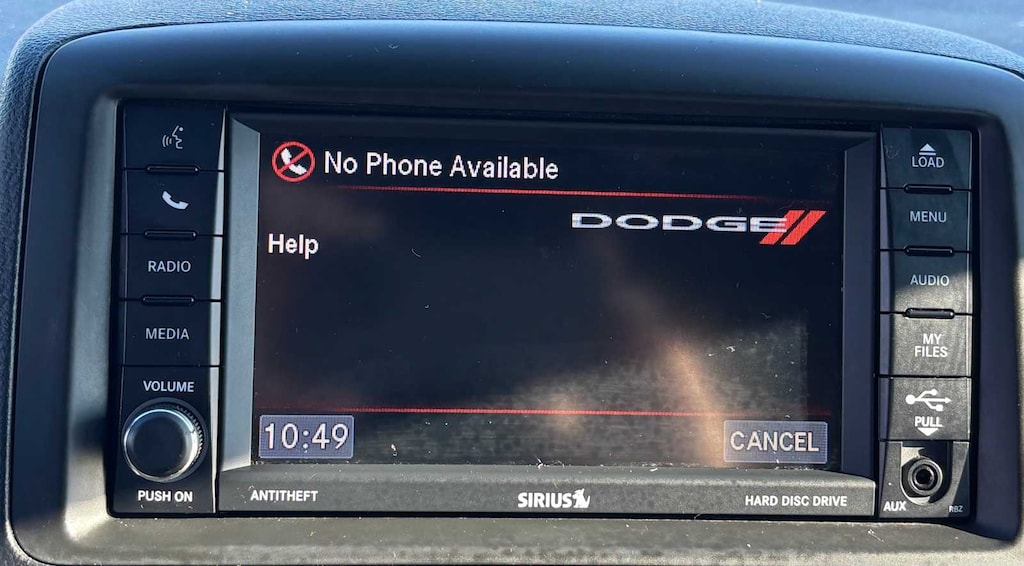 No Phone Available
DODGE
Help
10:49
CANCEL
RADIO
MEDIA
VOLUME
PUSH ON
LOAD
MENU
AUDIO
MY
FILES
PULL
AUX
RBZ
ANTITHEFT
SIRIUS
HARD DISC DRIVE